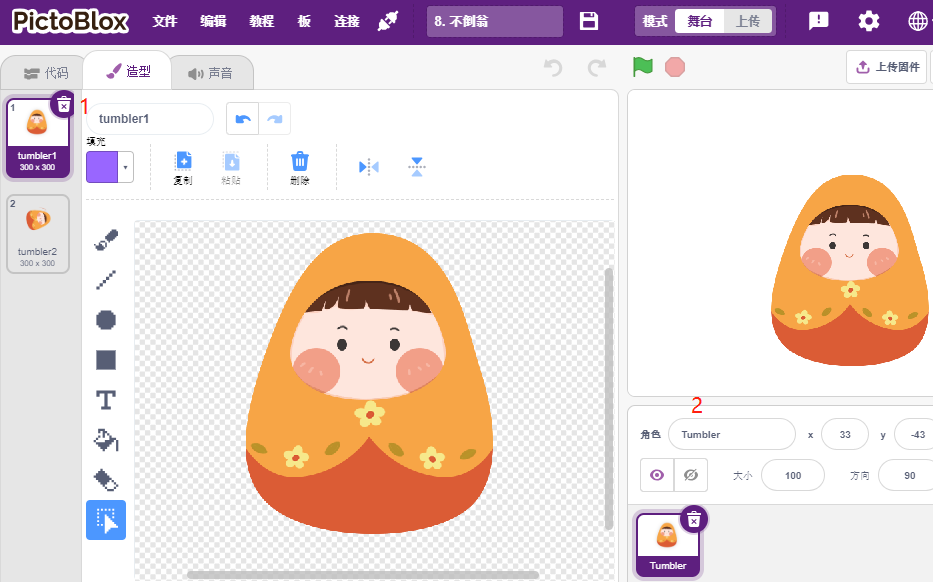 PictoBlox 文件 编辑 教程 板 连接 8. 不倒翁 模式 舞台 上传
代码 造型 声音 上传固件
1 tumbler1 300 x 300
1 tumbler1
填充
复制 粘贴 删除
2 tumbler2 300 x 300
T
2
角色 Tumbler x 33 y -43
大小 100 方向 90
Tumbler